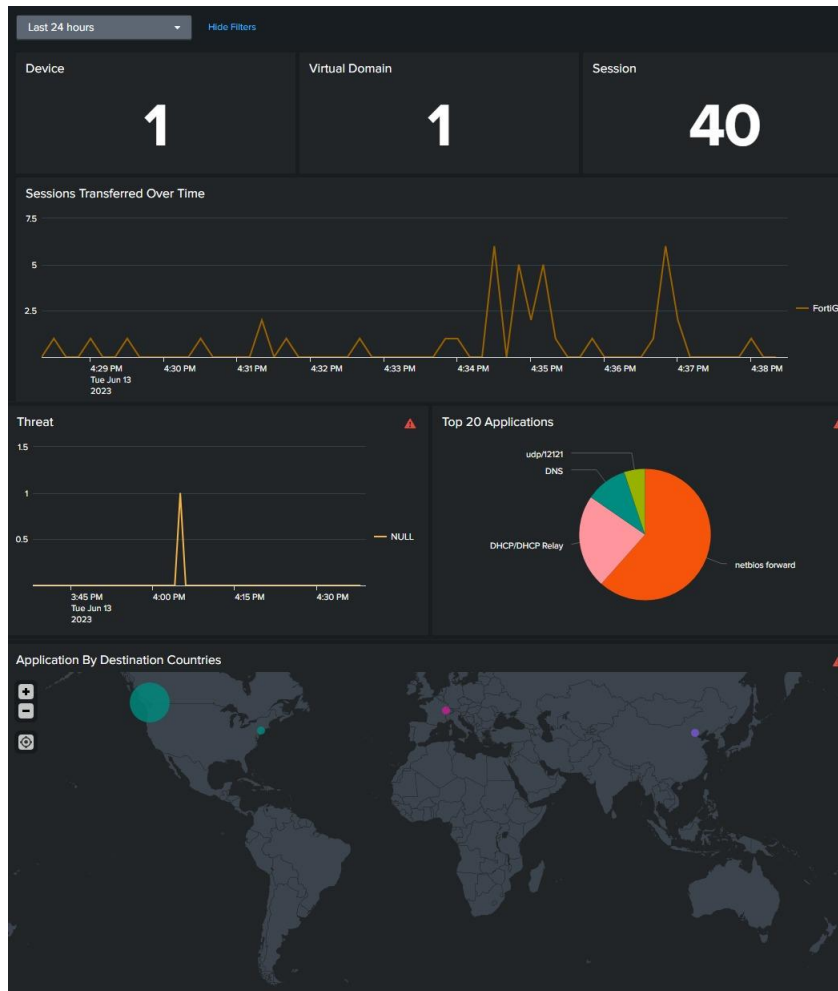 Last 24 hours
Hide Filters
Device
Virtual Domain
Session
1
1
40
Sessions Transferred Over Time
7.5
5
2.5
FortiG
4:29 PM
4:30 PM
4:31 PM
4:32 PM
4:33 PM
4:34 PM
4:35 PM
4:36 PM
4:37 PM
4:38 PM
Tue Jun 13
2023
Threat
1.5
1
0.5
NULL
3:45 PM
4:00 PM
4:15 PM
4:30 PM
Tue Jun 13
2023
Top 20 Applications
udp/12121
DNS
DHCP/DHCP Relay
netbios forward
Application By Destination Countries
+
−